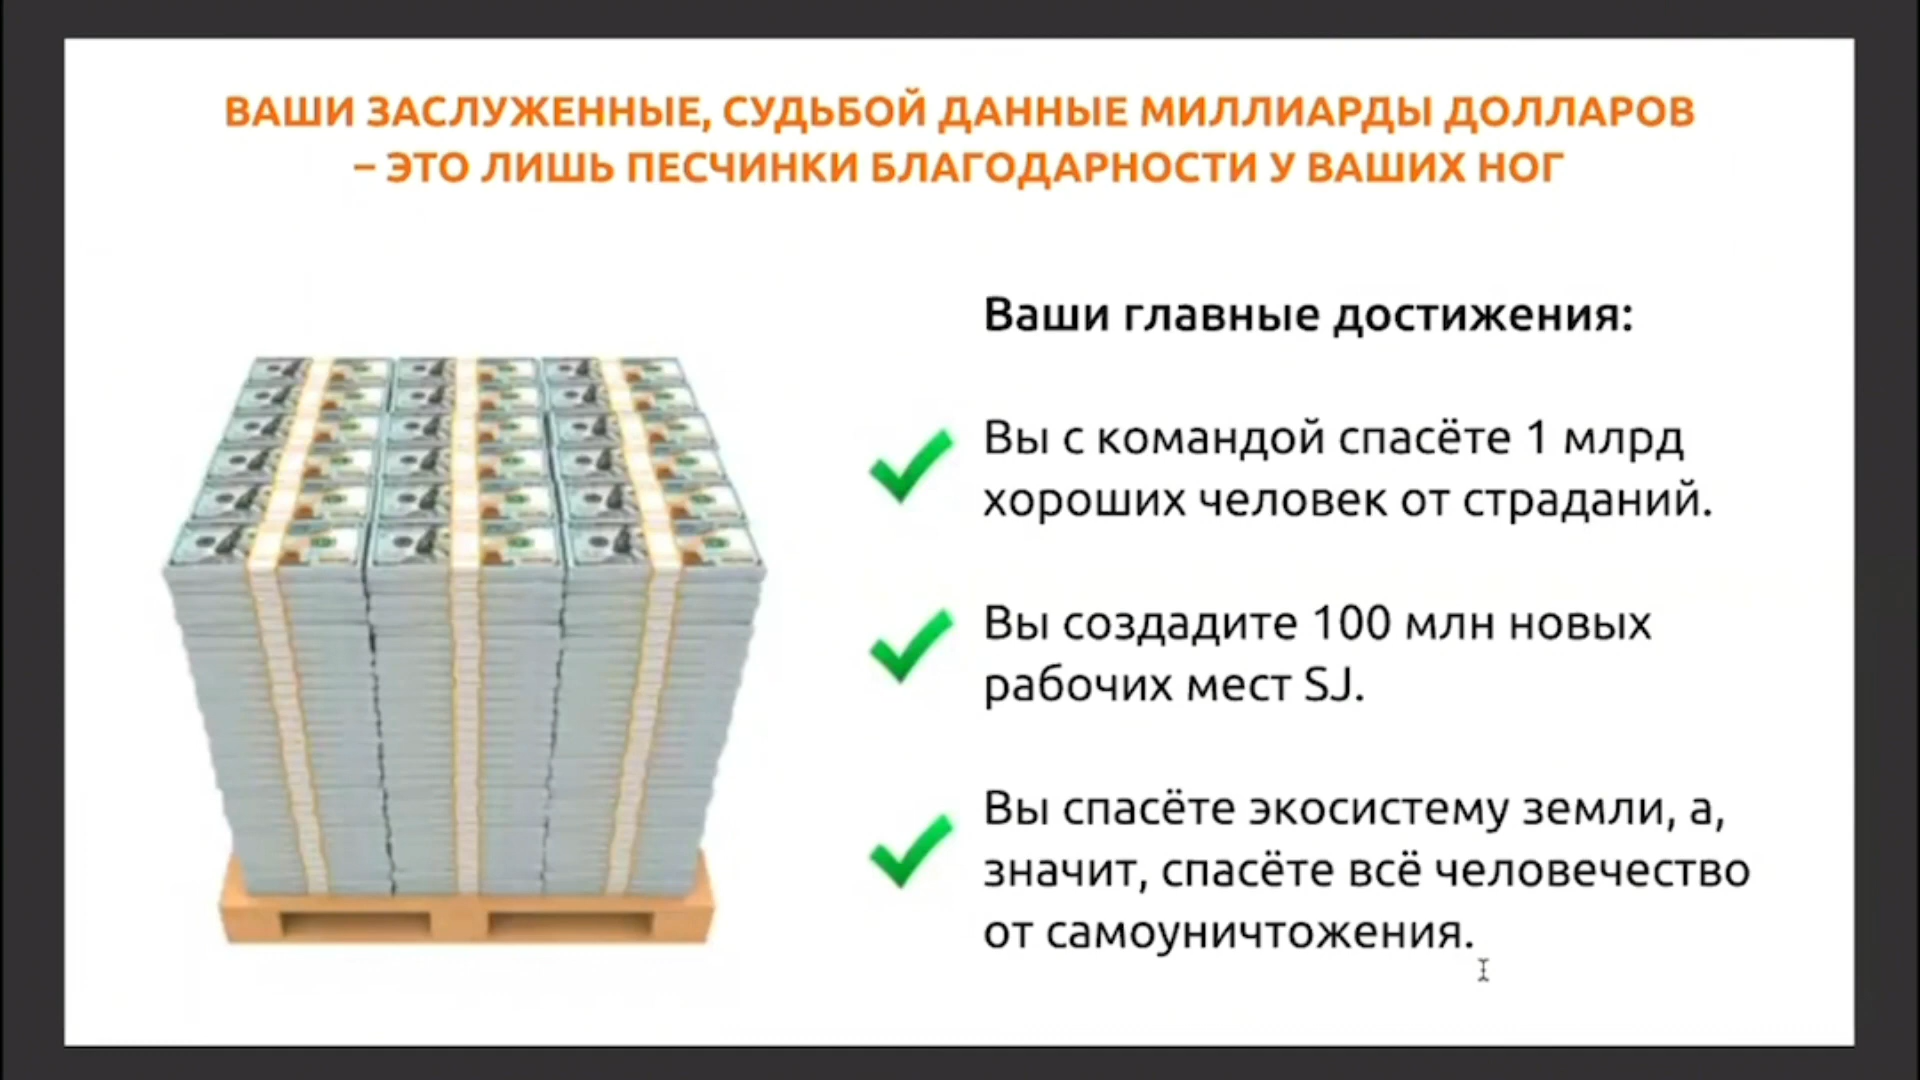 ВАШИ ЗАСЛУЖЕННЫЕ, СУДЬБОЙ ДАННЫЕ МИЛЛИАРДЫ ДОЛЛАРОВ
– ЭТО ЛИШЬ ПЕСЧИНКИ БЛАГОДАРНОСТИ У ВАШИХ НОГ
Ваши главные достижения:
Вы с командой спасёте 1 млрд
хороших человек от страданий.
Вы создадите 100 млн новых
рабочих мест SJ.
Вы спасёте экосистему земли, а,
значит, спасёте всё человечество
от самоуничтожения.